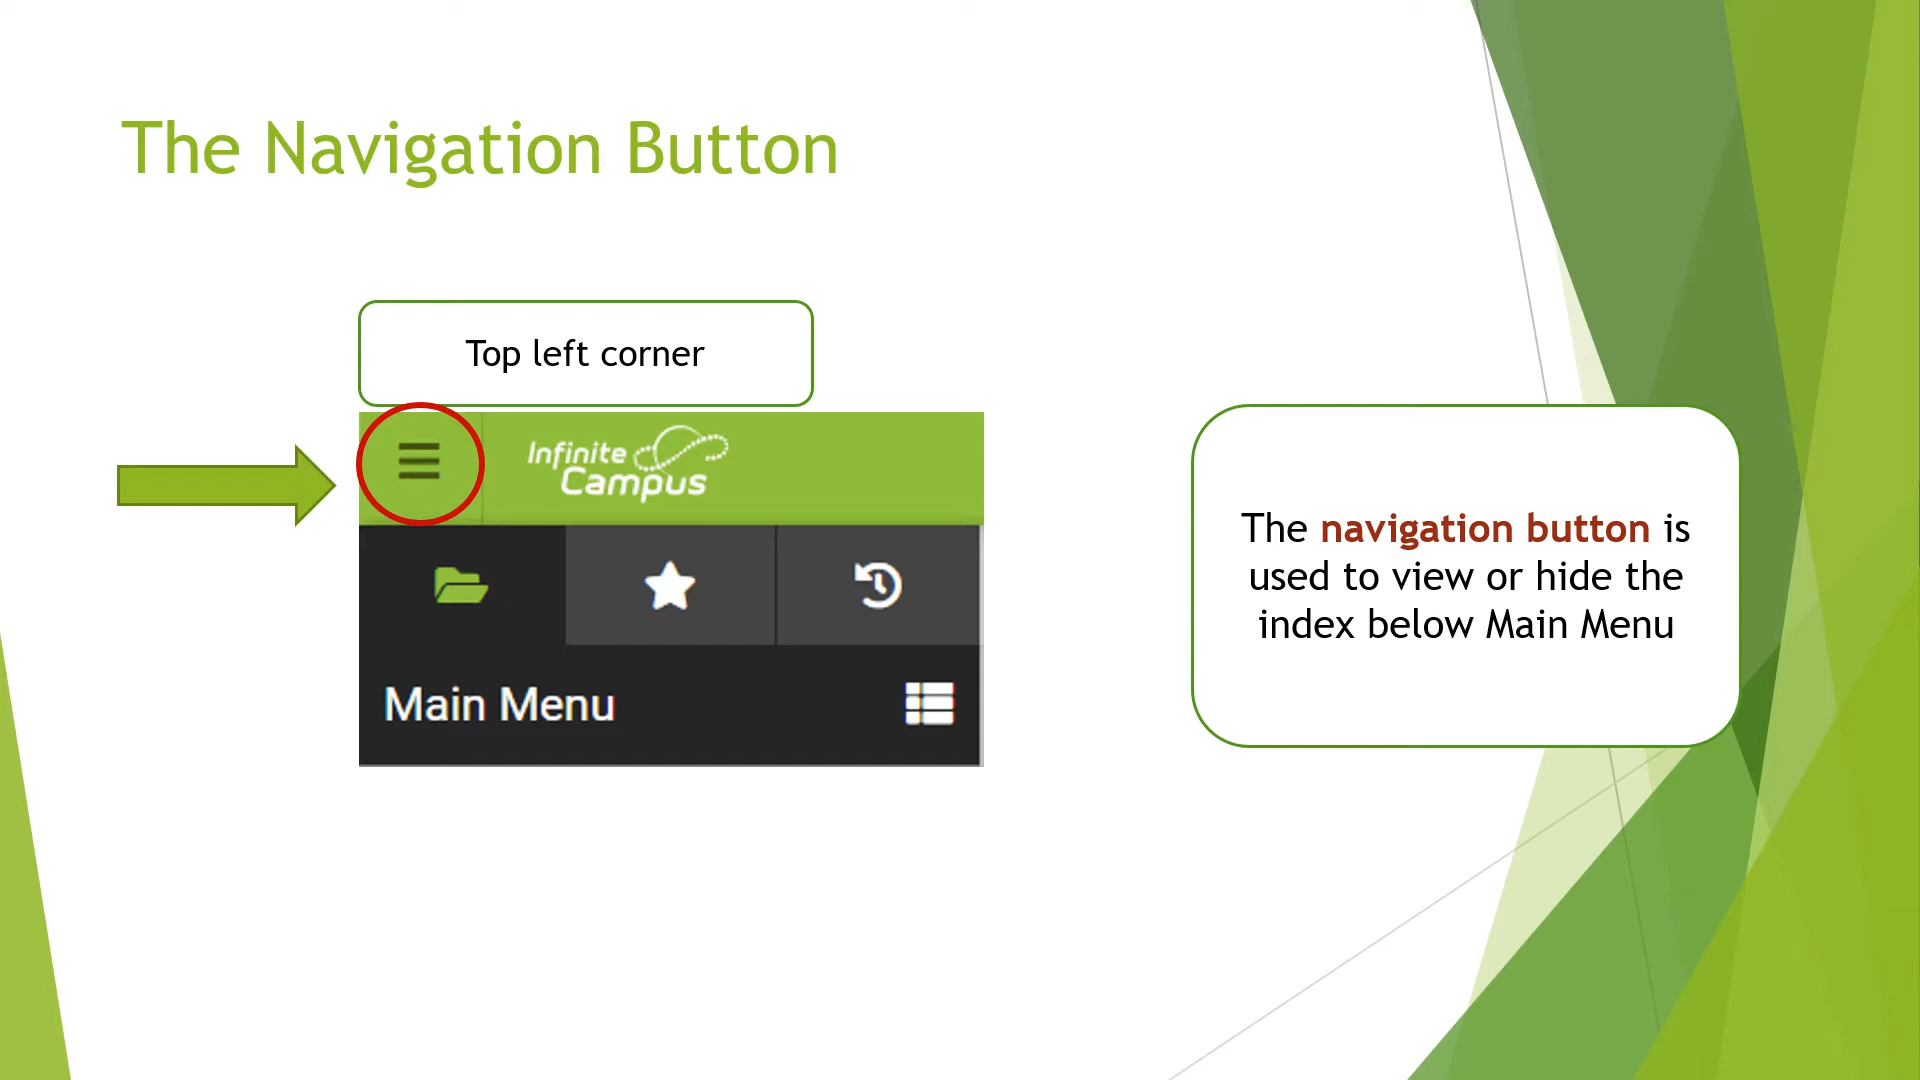 The Navigation Button
Top left corner
Infinite
Campus
Main Menu
The navigation button is
used to view or hide the
index below Main Menu